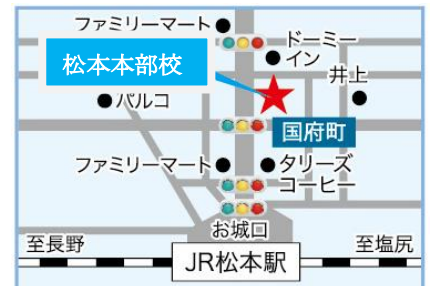 ファミリーマート
ドーミー
イン
松本本部校
井上
パルコ
国府町
ファミリーマート
タリーズ
コーヒー
お城口
至長野
JR松本駅
至塩尻